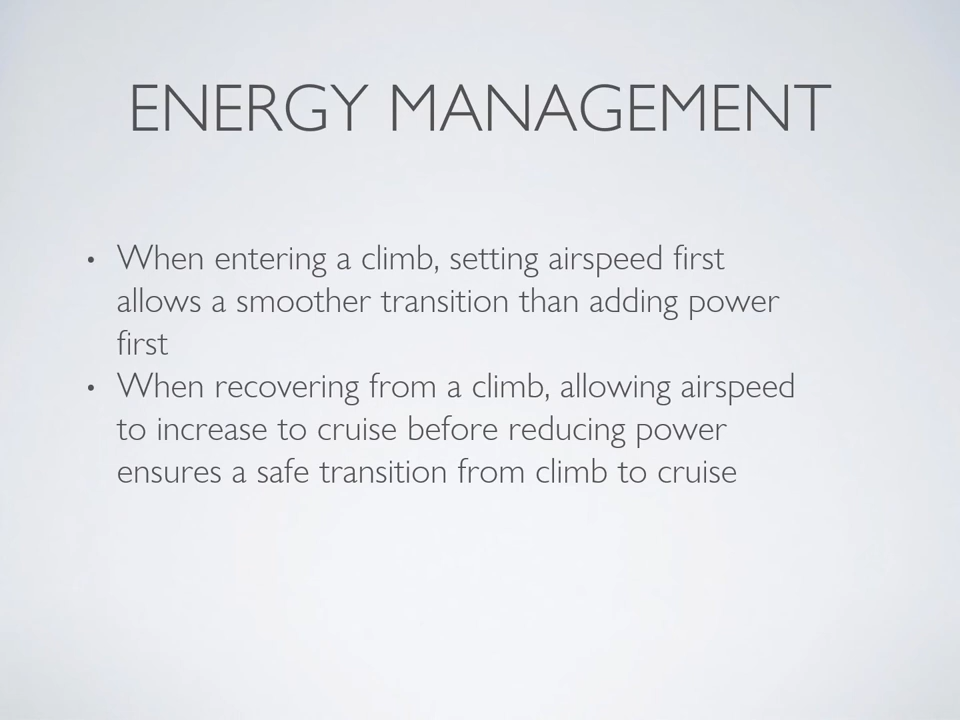 ENERGY MANAGEMENT
• When entering a climb, setting airspeed first
allows a smoother transition than adding power
first
• When recovering from a climb, allowing airspeed
to increase to cruise before reducing power
ensures a safe transition from climb to cruise